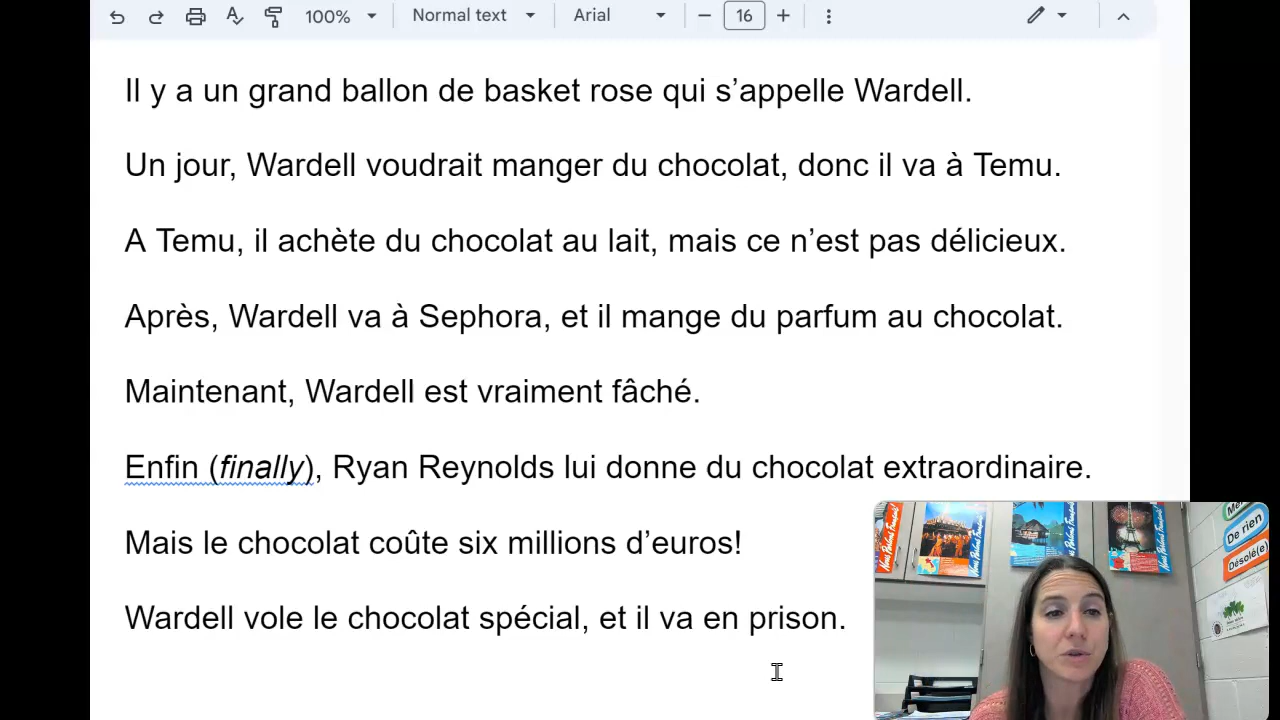 100%
Normal text
Arial
16
Il y a un grand ballon de basket rose qui s’appelle Wardell.
Un jour, Wardell voudrait manger du chocolat, donc il va à Temu.
A Temu, il achète du chocolat au lait, mais ce n’est pas délicieux.
Après, Wardell va à Sephora, et il mange du parfum au chocolat.
Maintenant, Wardell est vraiment fâché.
Enfin (finally), Ryan Reynolds lui donne du chocolat extraordinaire.
Mais le chocolat coûte six millions d’euros!
Wardell vole le chocolat spécial, et il va en prison.
De rien
Désolé(e)